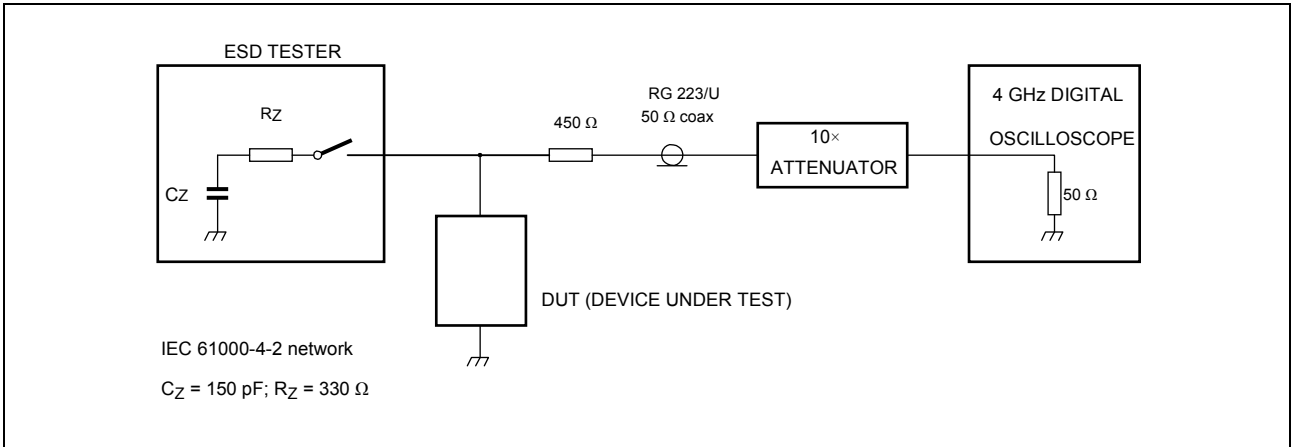 ESD TESTER
RZ
CZ
450 Ω
RG 223/U
50 Ω coax
10×
ATTENUATOR
4 GHz DIGITAL
OSCILLOSCOPE
50 Ω
DUT (DEVICE UNDER TEST)
IEC 61000-4-2 network
CZ = 150 pF; RZ = 330 Ω